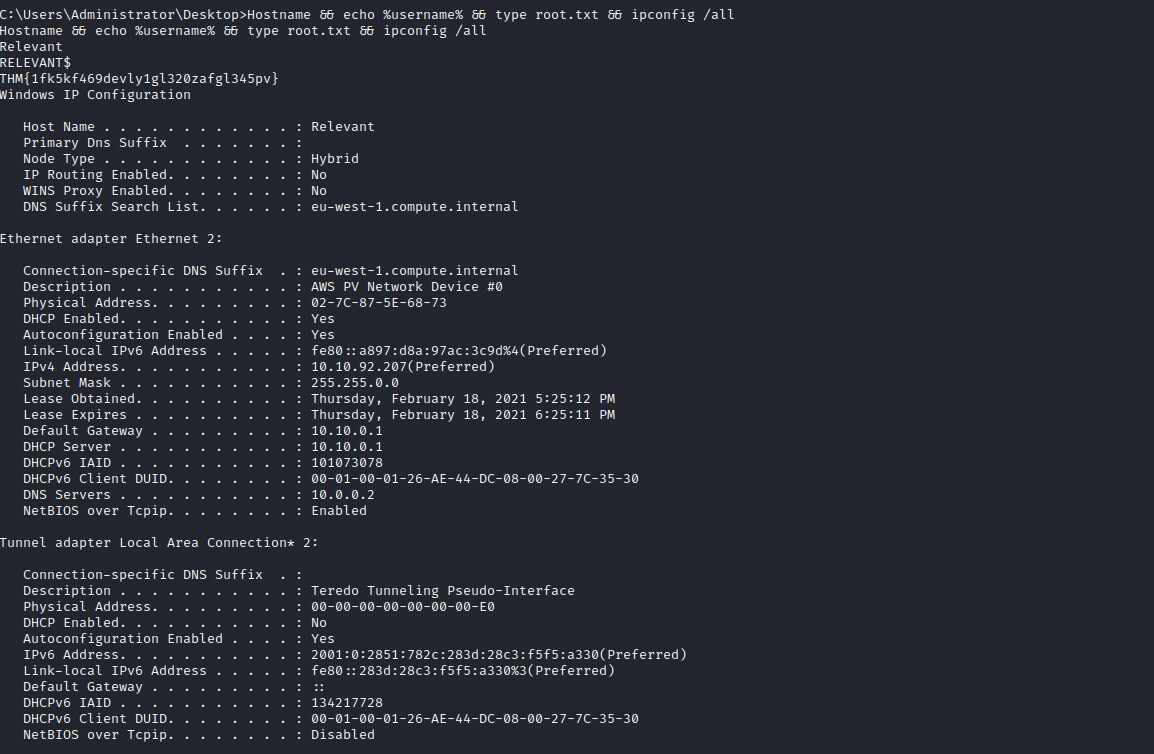 C:\Users\Administrator\Desktop>Hostname && echo %username% && type root.txt && ipconfig /all
Hostname && echo %username% && type root.txt && ipconfig /all
Relevant
RELEVANT$
THM{1fk5kf469devly1gl320zafgl345pv}
Windows IP Configuration

   Host Name . . . . . . . . . . . . : Relevant
   Primary Dns Suffix  . . . . . . . :
   Node Type . . . . . . . . . . . . : Hybrid
   IP Routing Enabled. . . . . . . . : No
   WINS Proxy Enabled. . . . . . . . : No
   DNS Suffix Search List. . . . . . : eu-west-1.compute.internal

Ethernet adapter Ethernet 2:

   Connection-specific DNS Suffix  . : eu-west-1.compute.internal
   Description . . . . . . . . . . . : AWS PV Network Device #0
   Physical Address. . . . . . . . . : 02-7C-87-5E-68-73
   DHCP Enabled. . . . . . . . . . . : Yes
   Autoconfiguration Enabled . . . . : Yes
   Link-local IPv6 Address . . . . . : fe80::a897:d8a:97ac:3c9d%4(Preferred)
   IPv4 Address. . . . . . . . . . . : 10.10.92.207(Preferred)
   Subnet Mask . . . . . . . . . . . : 255.255.0.0
   Lease Obtained. . . . . . . . . . : Thursday, February 18, 2021 5:25:12 PM
   Lease Expires . . . . . . . . . . : Thursday, February 18, 2021 6:25:11 PM
   Default Gateway . . . . . . . . . : 10.10.0.1
   DHCP Server . . . . . . . . . . . : 10.10.0.1
   DHCPv6 IAID . . . . . . . . . . . : 101073078
   DHCPv6 Client DUID. . . . . . . . : 00-01-00-01-26-AE-44-DC-08-00-27-7C-35-30
   DNS Servers . . . . . . . . . . . : 10.0.0.2
   NetBIOS over Tcpip. . . . . . . . : Enabled

Tunnel adapter Local Area Connection* 2:

   Connection-specific DNS Suffix  . :
   Description . . . . . . . . . . . : Teredo Tunneling Pseudo-Interface
   Physical Address. . . . . . . . . : 00-00-00-00-00-00-00-E0
   DHCP Enabled. . . . . . . . . . . : No
   Autoconfiguration Enabled . . . . : Yes
   IPv6 Address. . . . . . . . . . . : 2001:0:2851:782c:283d:28c3:f5f5:a330(Preferred)
   Link-local IPv6 Address . . . . . : fe80::283d:28c3:f5f5:a330%3(Preferred)
   Default Gateway . . . . . . . . . : ::
   DHCPv6 IAID . . . . . . . . . . . : 134217728
   DHCPv6 Client DUID. . . . . . . . : 00-01-00-01-26-AE-44-DC-08-00-27-7C-35-30
   NetBIOS over Tcpip. . . . . . . . : Disabled